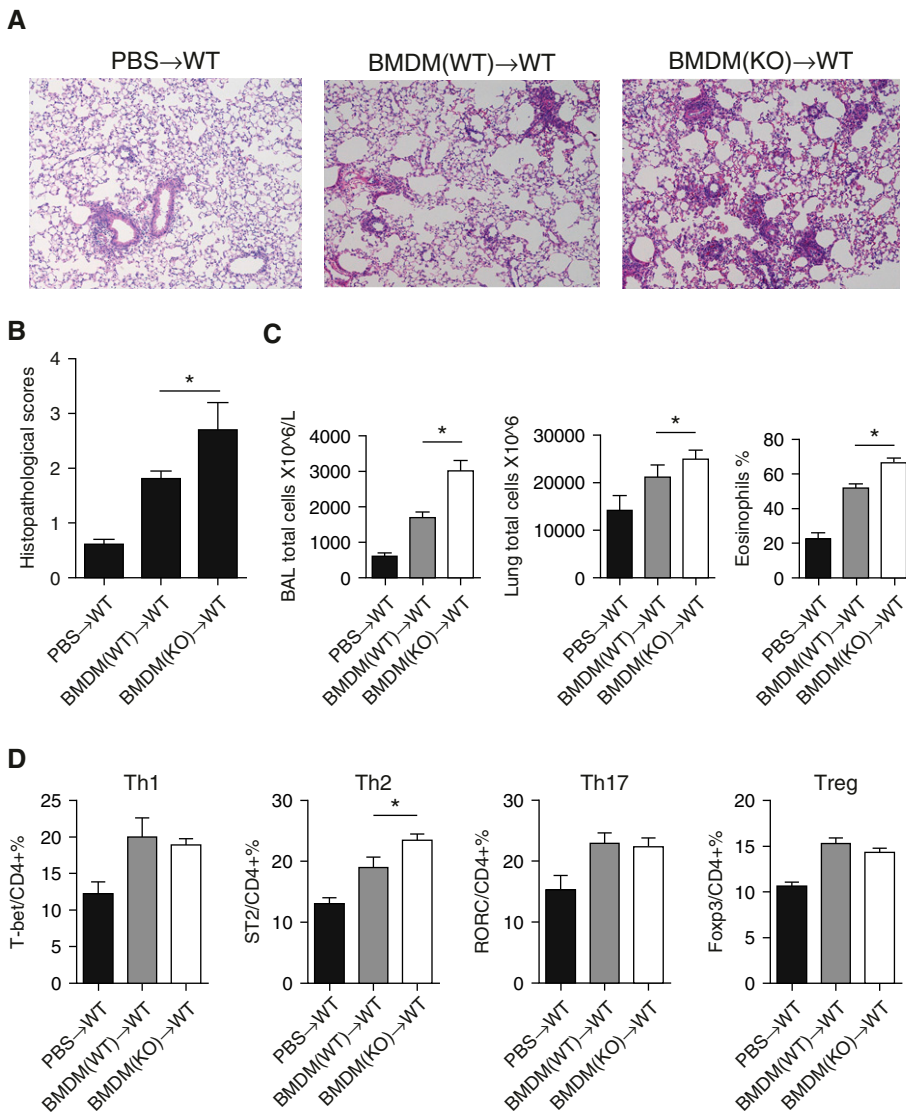 A
PBS→WT
BMDM(WT)→WT
BMDM(KO)→WT
B
Histopathological scores
4
3
2
1
0
*
PBS→WT
BMDM(WT)→WT
BMDM(KO)→WT
C
BAL total cells X10^6/L
4000
3000
2000
1000
0
*
PBS→WT
BMDM(WT)→WT
BMDM(KO)→WT
Lung total cells X10^6
30000
20000
10000
0
*
PBS→WT
BMDM(WT)→WT
BMDM(KO)→WT
Eosinophils %
80
60
40
20
0
*
PBS→WT
BMDM(WT)→WT
BMDM(KO)→WT
D
Th1
T-bet/CD4+%
25
20
15
10
5
0
PBS→WT
BMDM(WT)→WT
BMDM(KO)→WT
Th2
ST2/CD4+%
30
20
10
0
*
PBS→WT
BMDM(WT)→WT
BMDM(KO)→WT
Th17
RORC/CD4+%
30
20
10
0
PBS→WT
BMDM(WT)→WT
BMDM(KO)→WT
Treg
Foxp3/CD4+%
20
15
10
5
0
PBS→WT
BMDM(WT)→WT
BMDM(KO)→WT